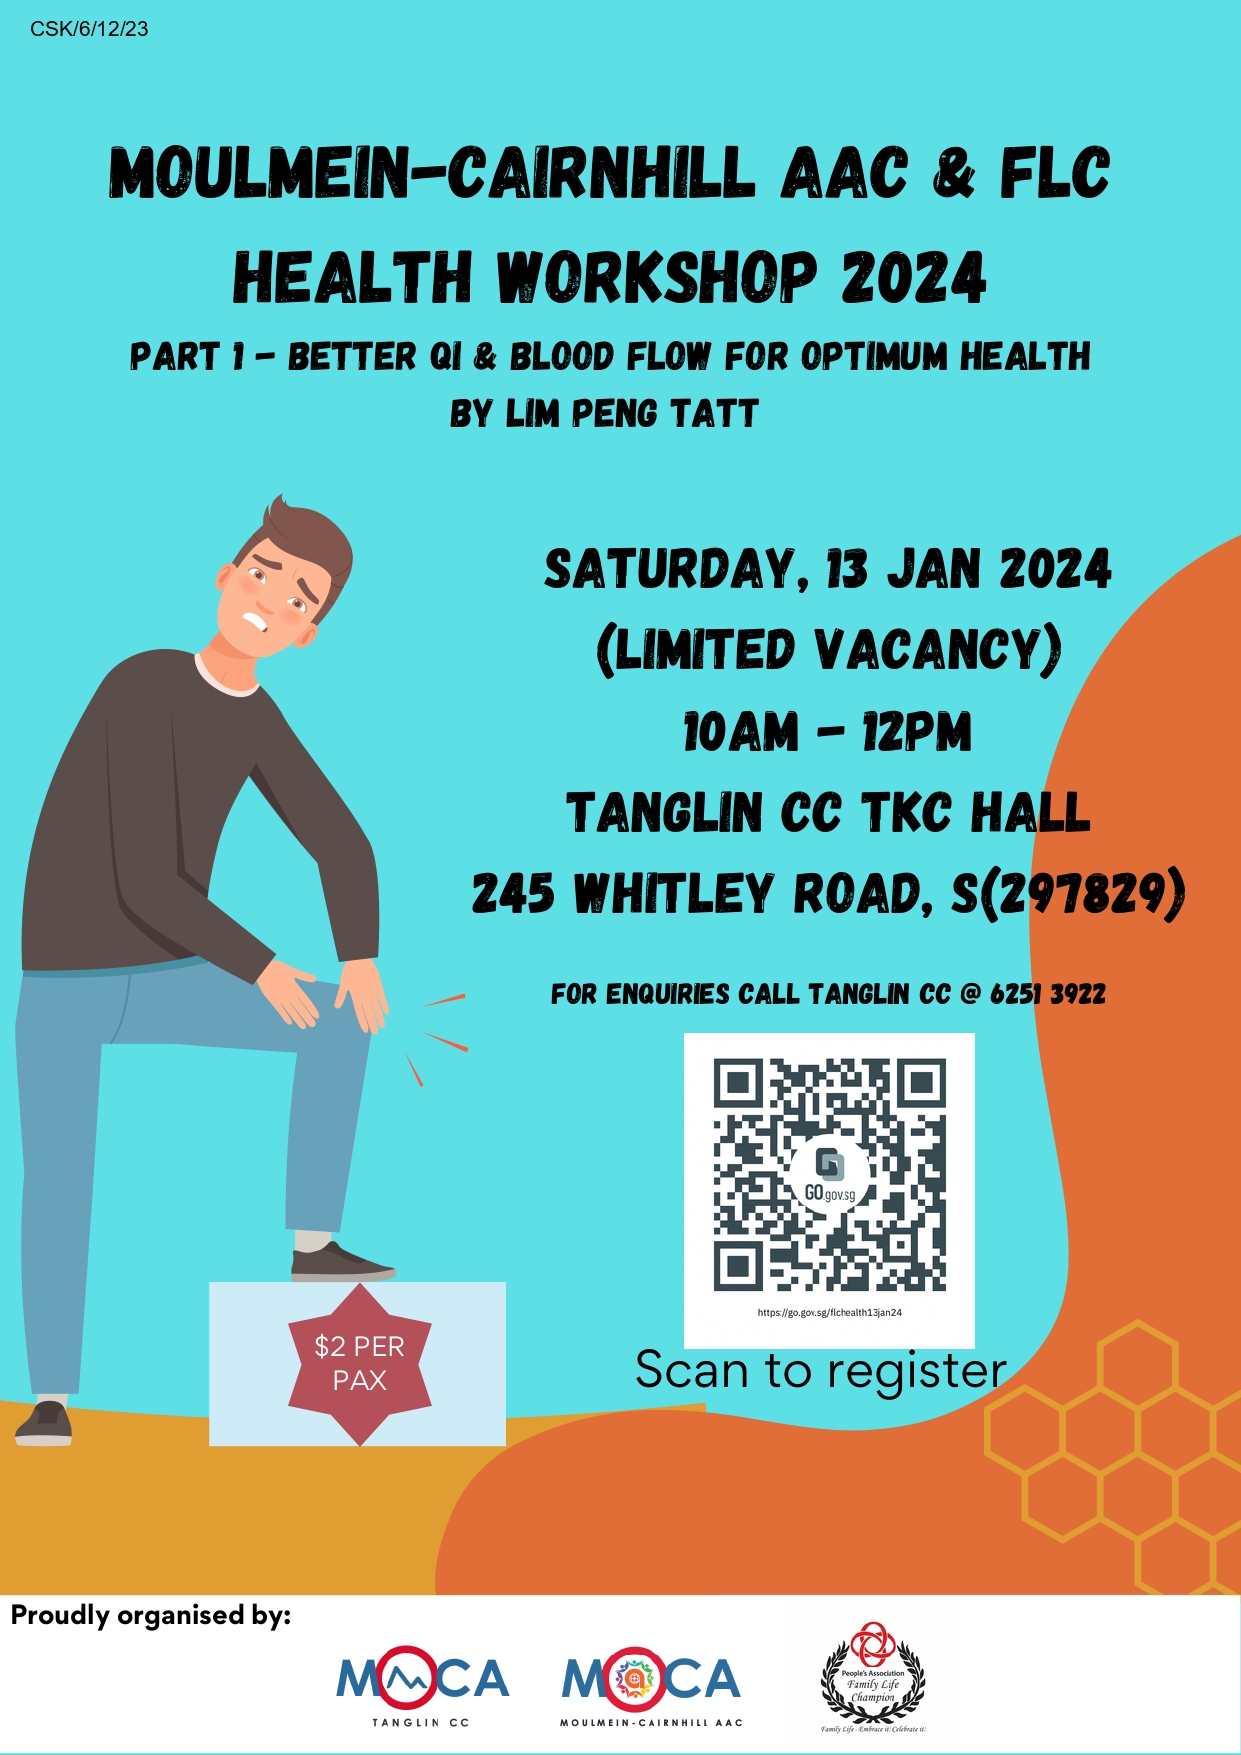 CSK/6/12/23
MOULMEIN-CAIRNHILL AAC & FLC
HEALTH WORKSHOP 2024
PART 1 - BETTER QI & BLOOD FLOW FOR OPTIMUM HEALTH
BY LIM PENG TATT
SATURDAY, 13 JAN 2024
(LIMITED VACANCY)
10AM - 12PM
TANGLIN CC TKC HALL
245 WHITLEY ROAD, S(297829)
FOR ENQUIRIES CALL TANGLIN CC @ 6251 3922
GO.gov.sg
https://go.gov.sg/flchealth13jan24
Scan to register
$2 PER
PAX
Proudly organised by:
MOCA
TANGLIN CC
MOCA
MOULMEIN-CAIRNHILL AAC
People's Association
Family Life
Champion
Family Life - Embrace it! Celebrate it!